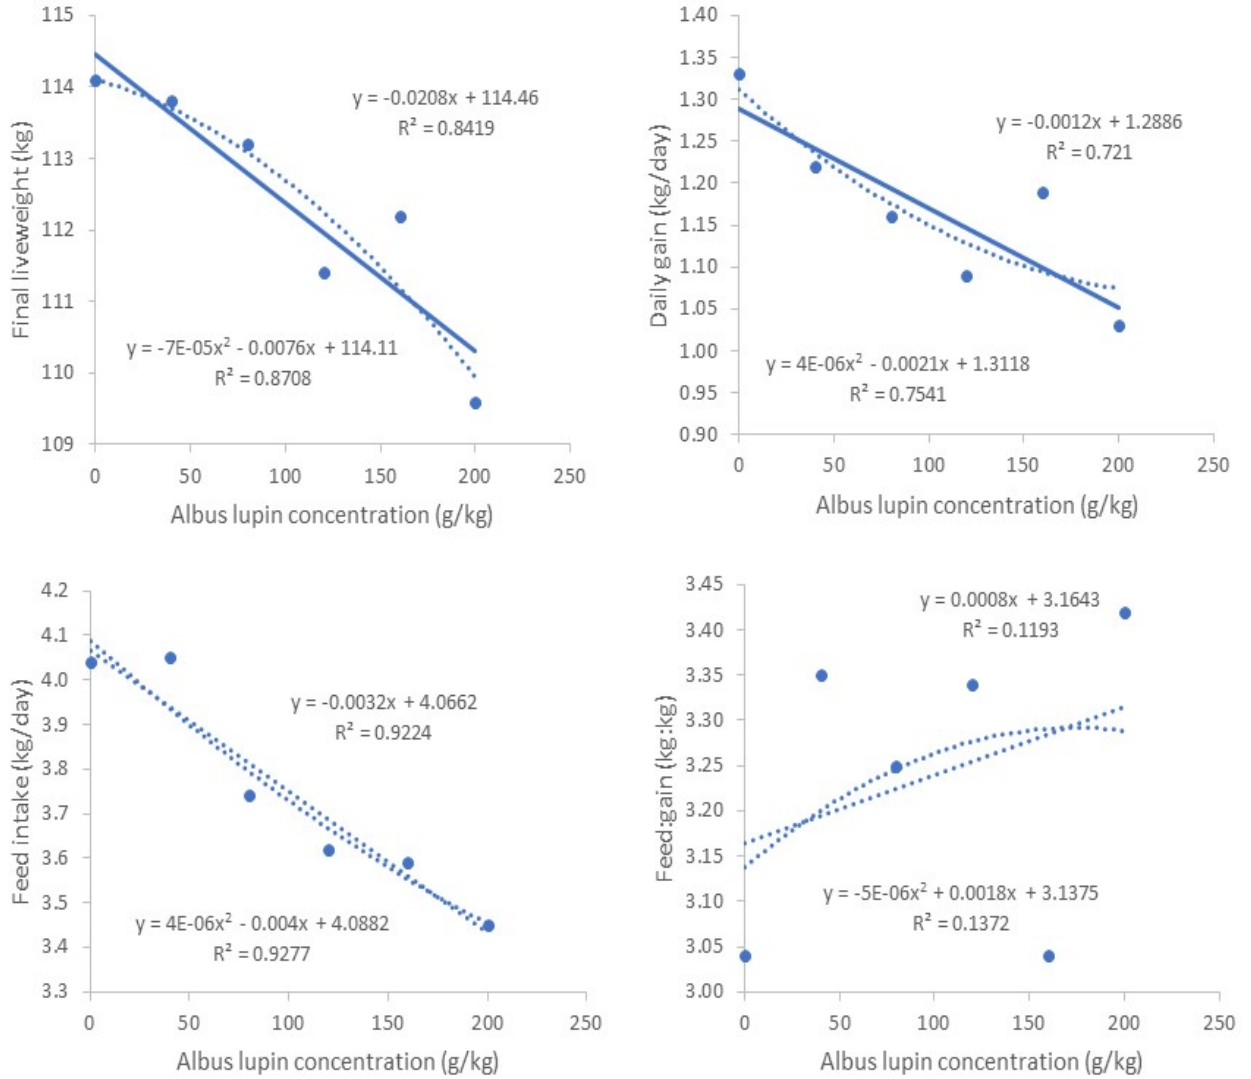 115
114
113
112
111
110
109
Final liveweight (kg)
y = -0.0208x + 114.46
R² = 0.8419
y = -7E-05x² - 0.0076x + 114.11
R² = 0.8708
0 50 100 150 200 250
Albus lupin concentration (g/kg)
1.40
1.35
1.30
1.25
1.20
1.15
1.10
1.05
1.00
0.95
0.90
Daily gain (kg/day)
y = -0.0012x + 1.2886
R² = 0.721
y = 4E-06x² - 0.0021x + 1.3118
R² = 0.7541
0 50 100 150 200 250
Albus lupin concentration (g/kg)
4.2
4.1
4.0
3.9
3.8
3.7
3.6
3.5
3.4
3.3
Feed intake (kg/day)
y = -0.0032x + 4.0662
R² = 0.9224
y = 4E-06x² - 0.004x + 4.0882
R² = 0.9277
0 50 100 150 200 250
Albus lupin concentration (g/kg)
3.45
3.40
3.35
3.30
3.25
3.20
3.15
3.10
3.05
3.00
Feed:gain (kg:kg)
y = 0.0008x + 3.1643
R² = 0.1193
y = -5E-06x² + 0.0018x + 3.1375
R² = 0.1372
0 50 100 150 200 250
Albus lupin concentration (g/kg)